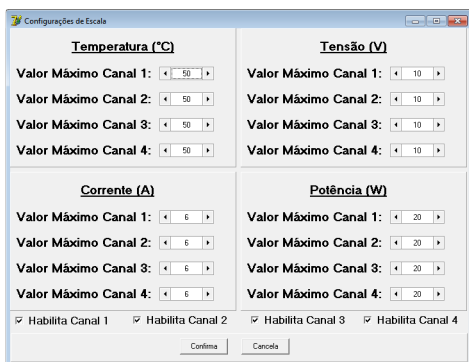 Configurações de Escala
Temperatura (°C)
Valor Máximo Canal 1: 50
Valor Máximo Canal 2: 50
Valor Máximo Canal 3: 50
Valor Máximo Canal 4: 50
Tensão (V)
Valor Máximo Canal 1: 10
Valor Máximo Canal 2: 10
Valor Máximo Canal 3: 10
Valor Máximo Canal 4: 10
Corrente (A)
Valor Máximo Canal 1: 6
Valor Máximo Canal 2: 6
Valor Máximo Canal 3: 6
Valor Máximo Canal 4: 6
Potência (W)
Valor Máximo Canal 1: 20
Valor Máximo Canal 2: 20
Valor Máximo Canal 3: 20
Valor Máximo Canal 4: 20
Habilita Canal 1 Habilita Canal 2 Habilita Canal 3 Habilita Canal 4
Confirma Cancela